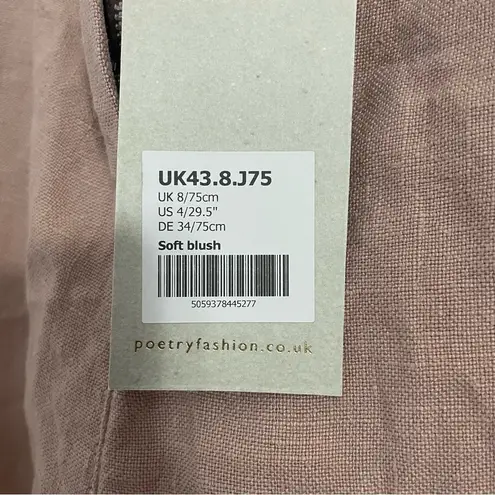 UK43.8.J75
UK 8/75cm
US 4/29.5"
DE 34/75cm
Soft blush
5059378445277
poetryfashion.co.uk